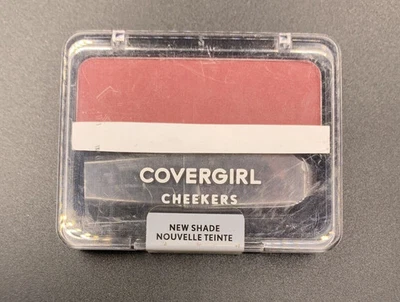 COVERGIRL
CHEEKERS
NEW SHADE
NOUVELLE TEINTE